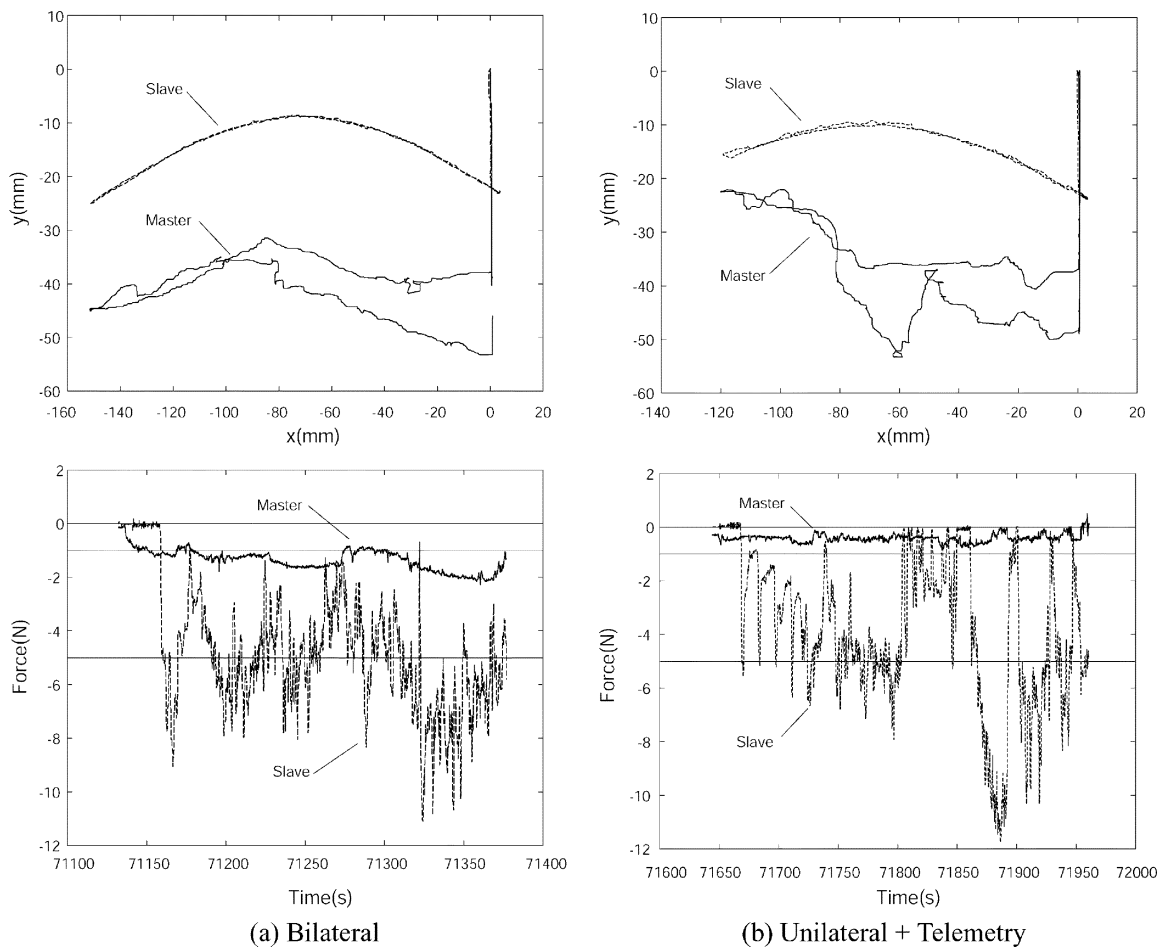 10
0
-10
-20
-30
-40
-50
-60
y(mm)
Slave
Master
-160 -140 -120 -100 -80 -60 -40 -20 0 20
x(mm)
10
0
-10
-20
-30
-40
-50
-60
y(mm)
Slave
Master
-140 -120 -100 -80 -60 -40 -20 0 20
x(mm)
2
0
-2
-4
-6
-8
-10
-12
Force(N)
Master
Slave
71100 71150 71200 71250 71300 71350 71400
Time(s)
2
0
-2
-4
-6
-8
-10
-12
Force(N)
Master
Slave
71600 71650 71700 71750 71800 71850 71900 71950 72000
Time(s)
(a) Bilateral
(b) Unilateral + Telemetry